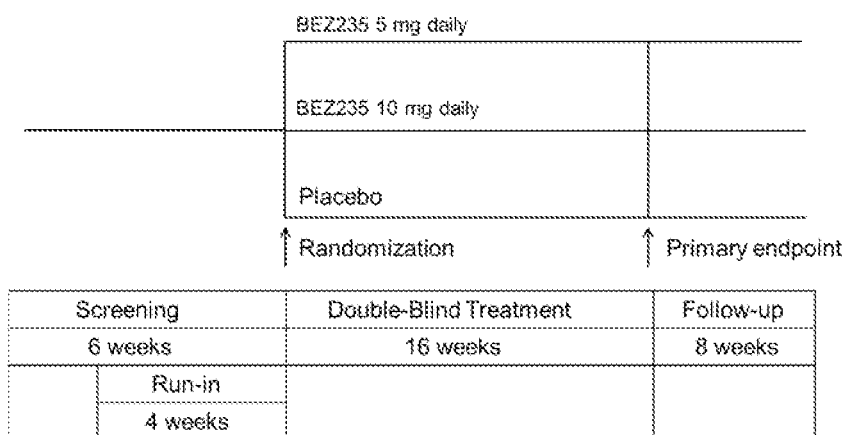 BEZ235 5 mg daily
BEZ235 10 mg daily
Placebo
Randomization
Primary endpoint
Screening
Double-Blind Treatment
Follow-up
6 weeks
16 weeks
8 weeks
Run-in
4 weeks